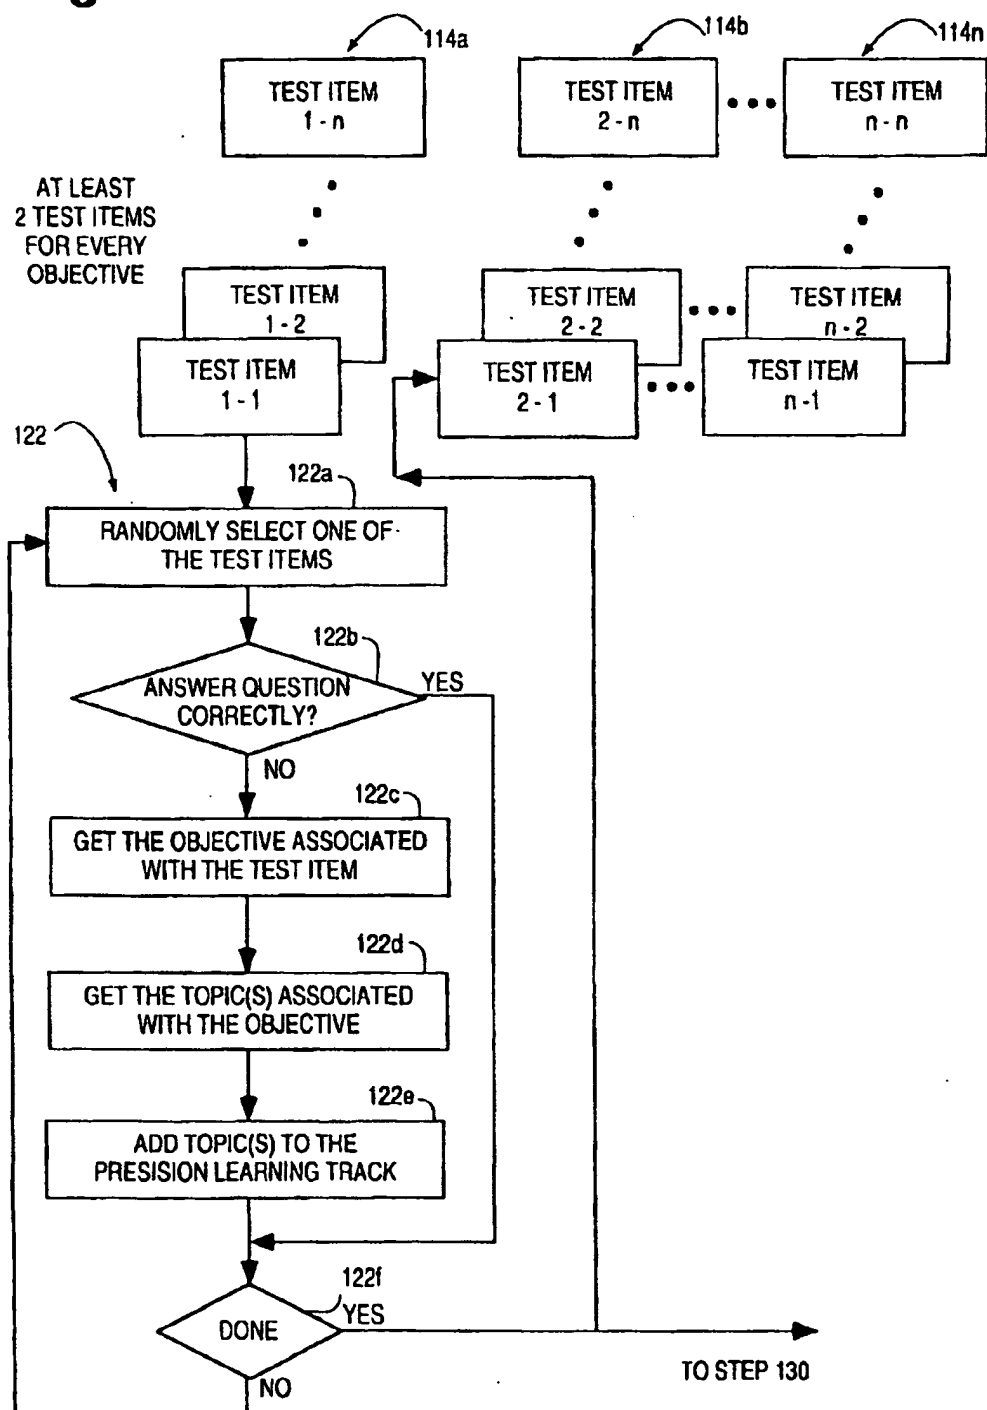 114a
114b
114n
TEST ITEM
1 - n
TEST ITEM
2 - n
TEST ITEM
n - n
AT LEAST
2 TEST ITEMS
FOR EVERY
OBJECTIVE
TEST ITEM
1 - 2
TEST ITEM
2 - 2
TEST ITEM
n - 2
TEST ITEM
1 - 1
TEST ITEM
2 - 1
TEST ITEM
n - 1
122
122a
RANDOMLY SELECT ONE OF
THE TEST ITEMS
122b
ANSWER QUESTION
CORRECTLY?
YES
NO
122c
GET THE OBJECTIVE ASSOCIATED
WITH THE TEST ITEM
122d
GET THE TOPIC(S) ASSOCIATED
WITH THE OBJECTIVE
122e
ADD TOPIC(S) TO THE
PRESISION LEARNING TRACK
122f
DONE
YES
NO
TO STEP 130